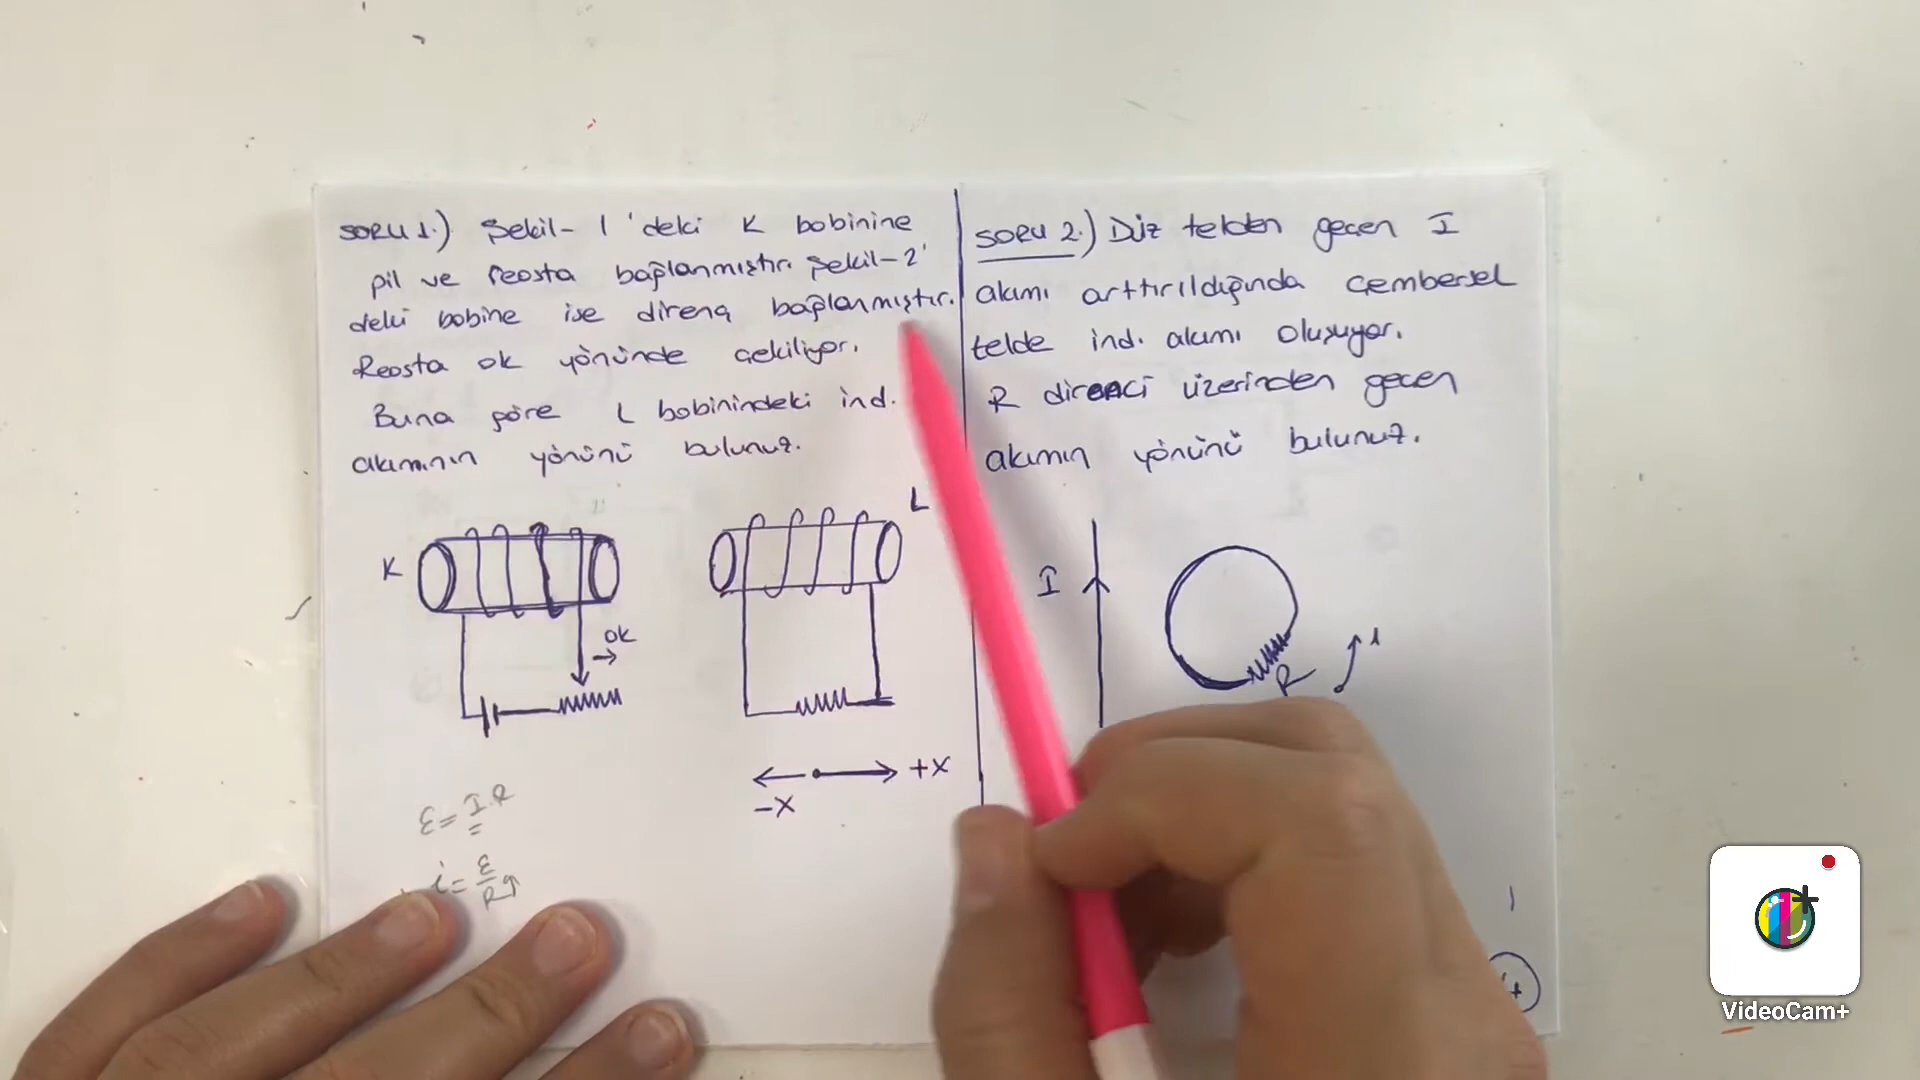 SORU 1.) Şekil-1'deki K bobinine
pil ve reosta bağlanmıştır. Şekil-2'
deki bobine ise direnç bağlanmıştır.
Reosta ok yönünde çekiliyor.
Buna göre L bobinindeki ind.
akımının yönünü bulunuz.
K
ok
L
-X
+X
ε = I.R
i = ε/R
SORU 2.) Düz telden geçen I
akımı arttırıldığında çembersel
telde ind. akımı oluşuyor.
R direnci üzerinden geçen
akımın yönünü bulunuz.
I
R
i
VideoCam+